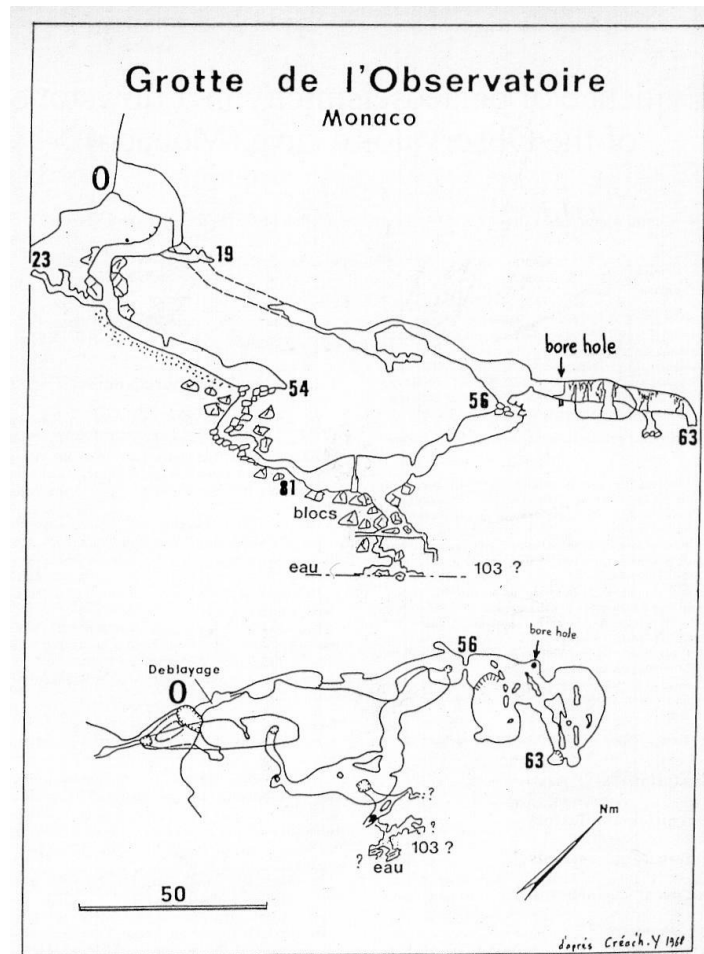 Grotte de l'Observatoire
Monaco
0
23
19
bore hole
54
56
63
81
blocs
eau
103 ?
56
bore hole
Deblayage
0
63
?
Nm
?
103 ?
?
eau
50
d'après Créac'h. Y 1968